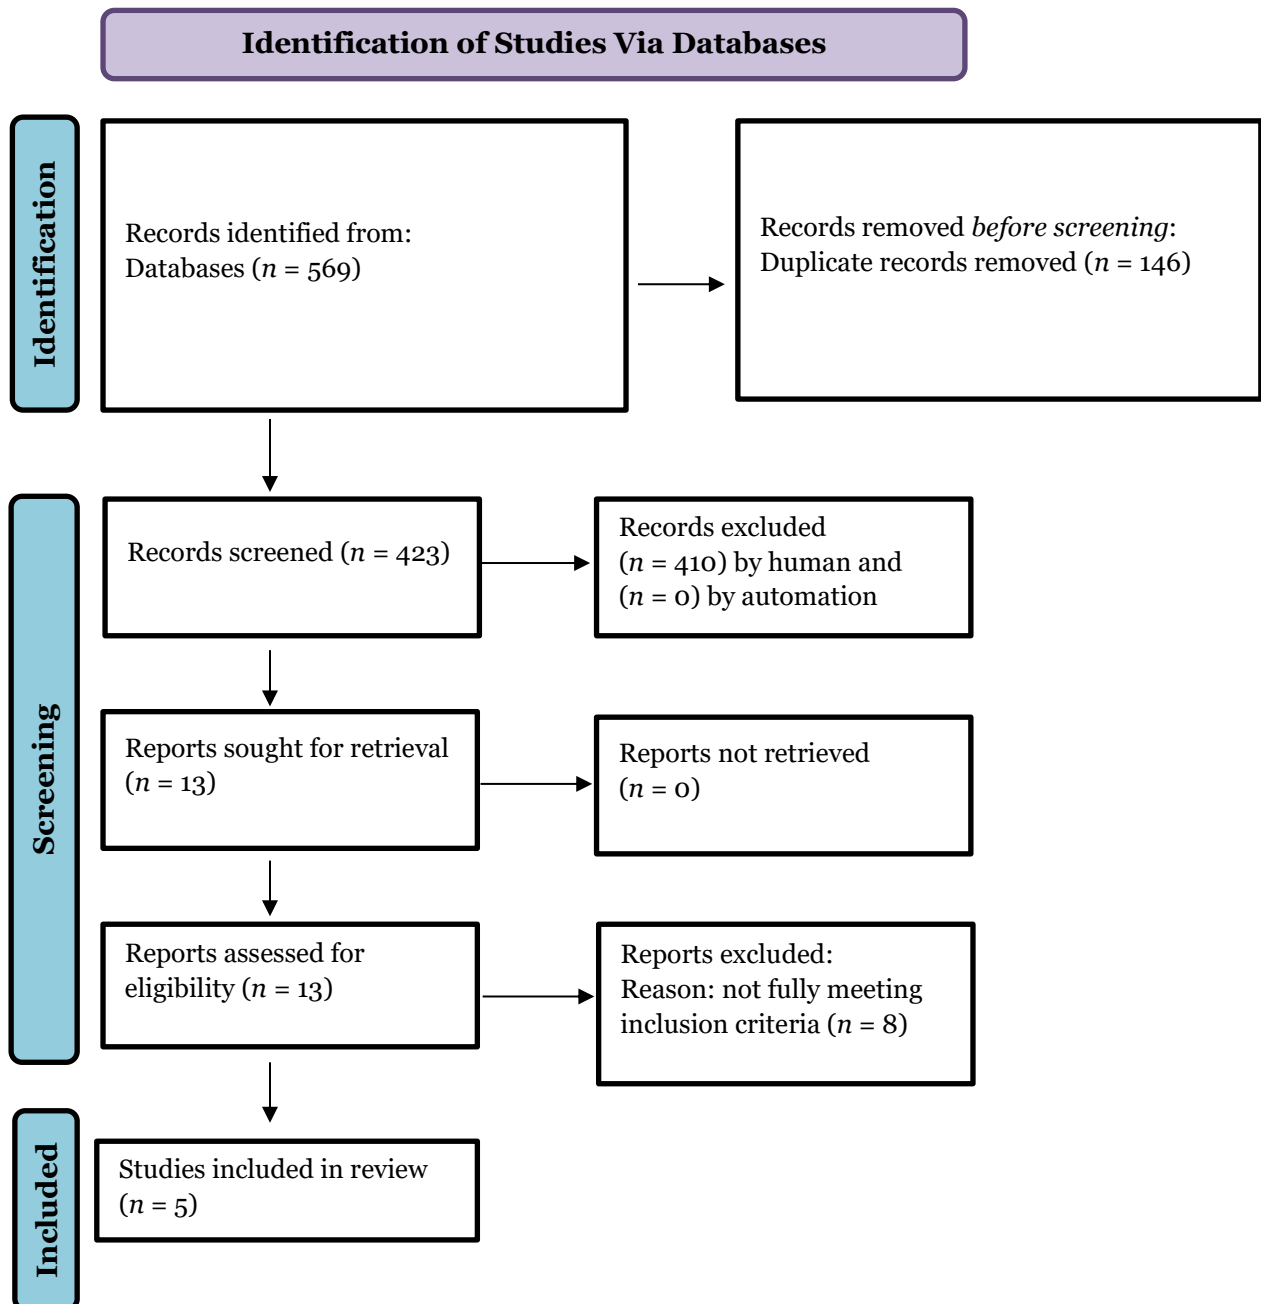 Identification of Studies Via Databases
Identification
Records identified from:
Databases (n = 569)
Records removed before screening:
Duplicate records removed (n = 146)
Screening
Records screened (n = 423)
Records excluded
(n = 410) by human and
(n = 0) by automation
Reports sought for retrieval
(n = 13)
Reports not retrieved
(n = 0)
Reports assessed for
eligibility (n = 13)
Reports excluded:
Reason: not fully meeting
inclusion criteria (n = 8)
Included
Studies included in review
(n = 5)